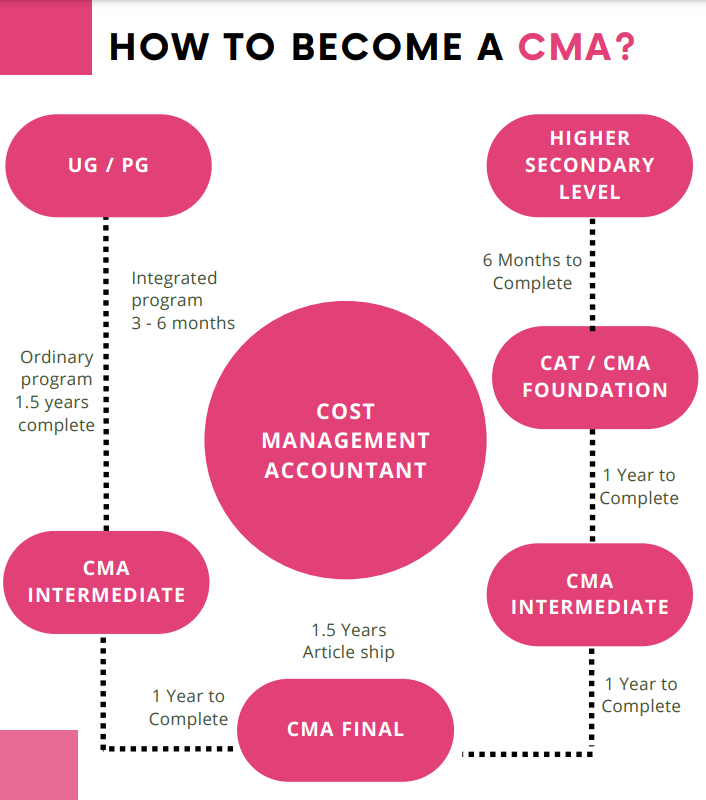 HOW TO BECOME A CMA?
UG / PG
HIGHER
SECONDARY
LEVEL
Integrated
program
3 - 6 months
6 Months to
Complete
Ordinary
program
1.5 years
complete
CAT / CMA
FOUNDATION
COST
MANAGEMENT
ACCOUNTANT
1 Year to
Complete
CMA
INTERMEDIATE
CMA
INTERMEDIATE
1.5 Years
Article ship
1 Year to
Complete
1 Year to
Complete
CMA FINAL